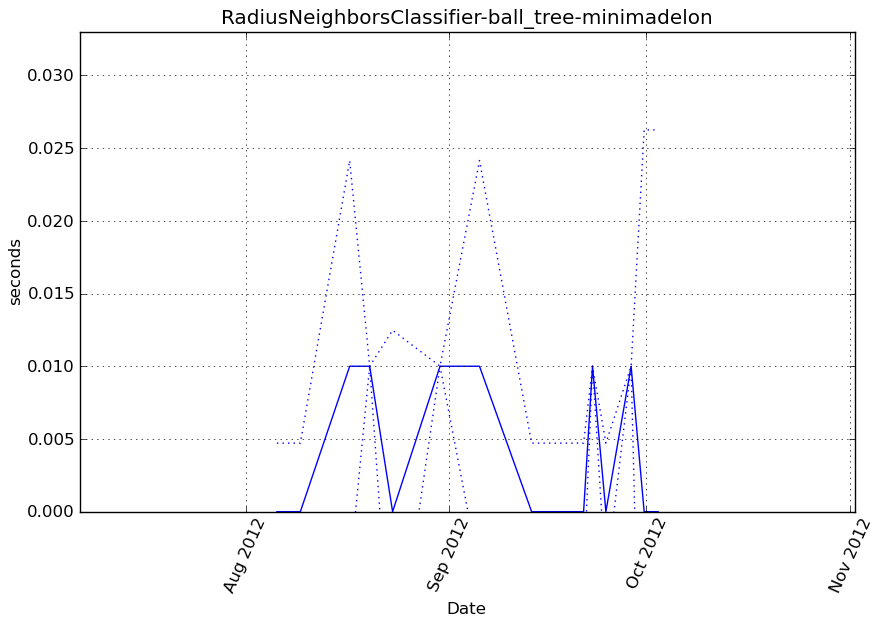 RadiusNeighborsClassifier-ball_tree-minimadelon
0.030
0.025
0.020
0.015
0.010
0.005
0.000
seconds
Aug 2012
Sep 2012
Oct 2012
Nov 2012
Date